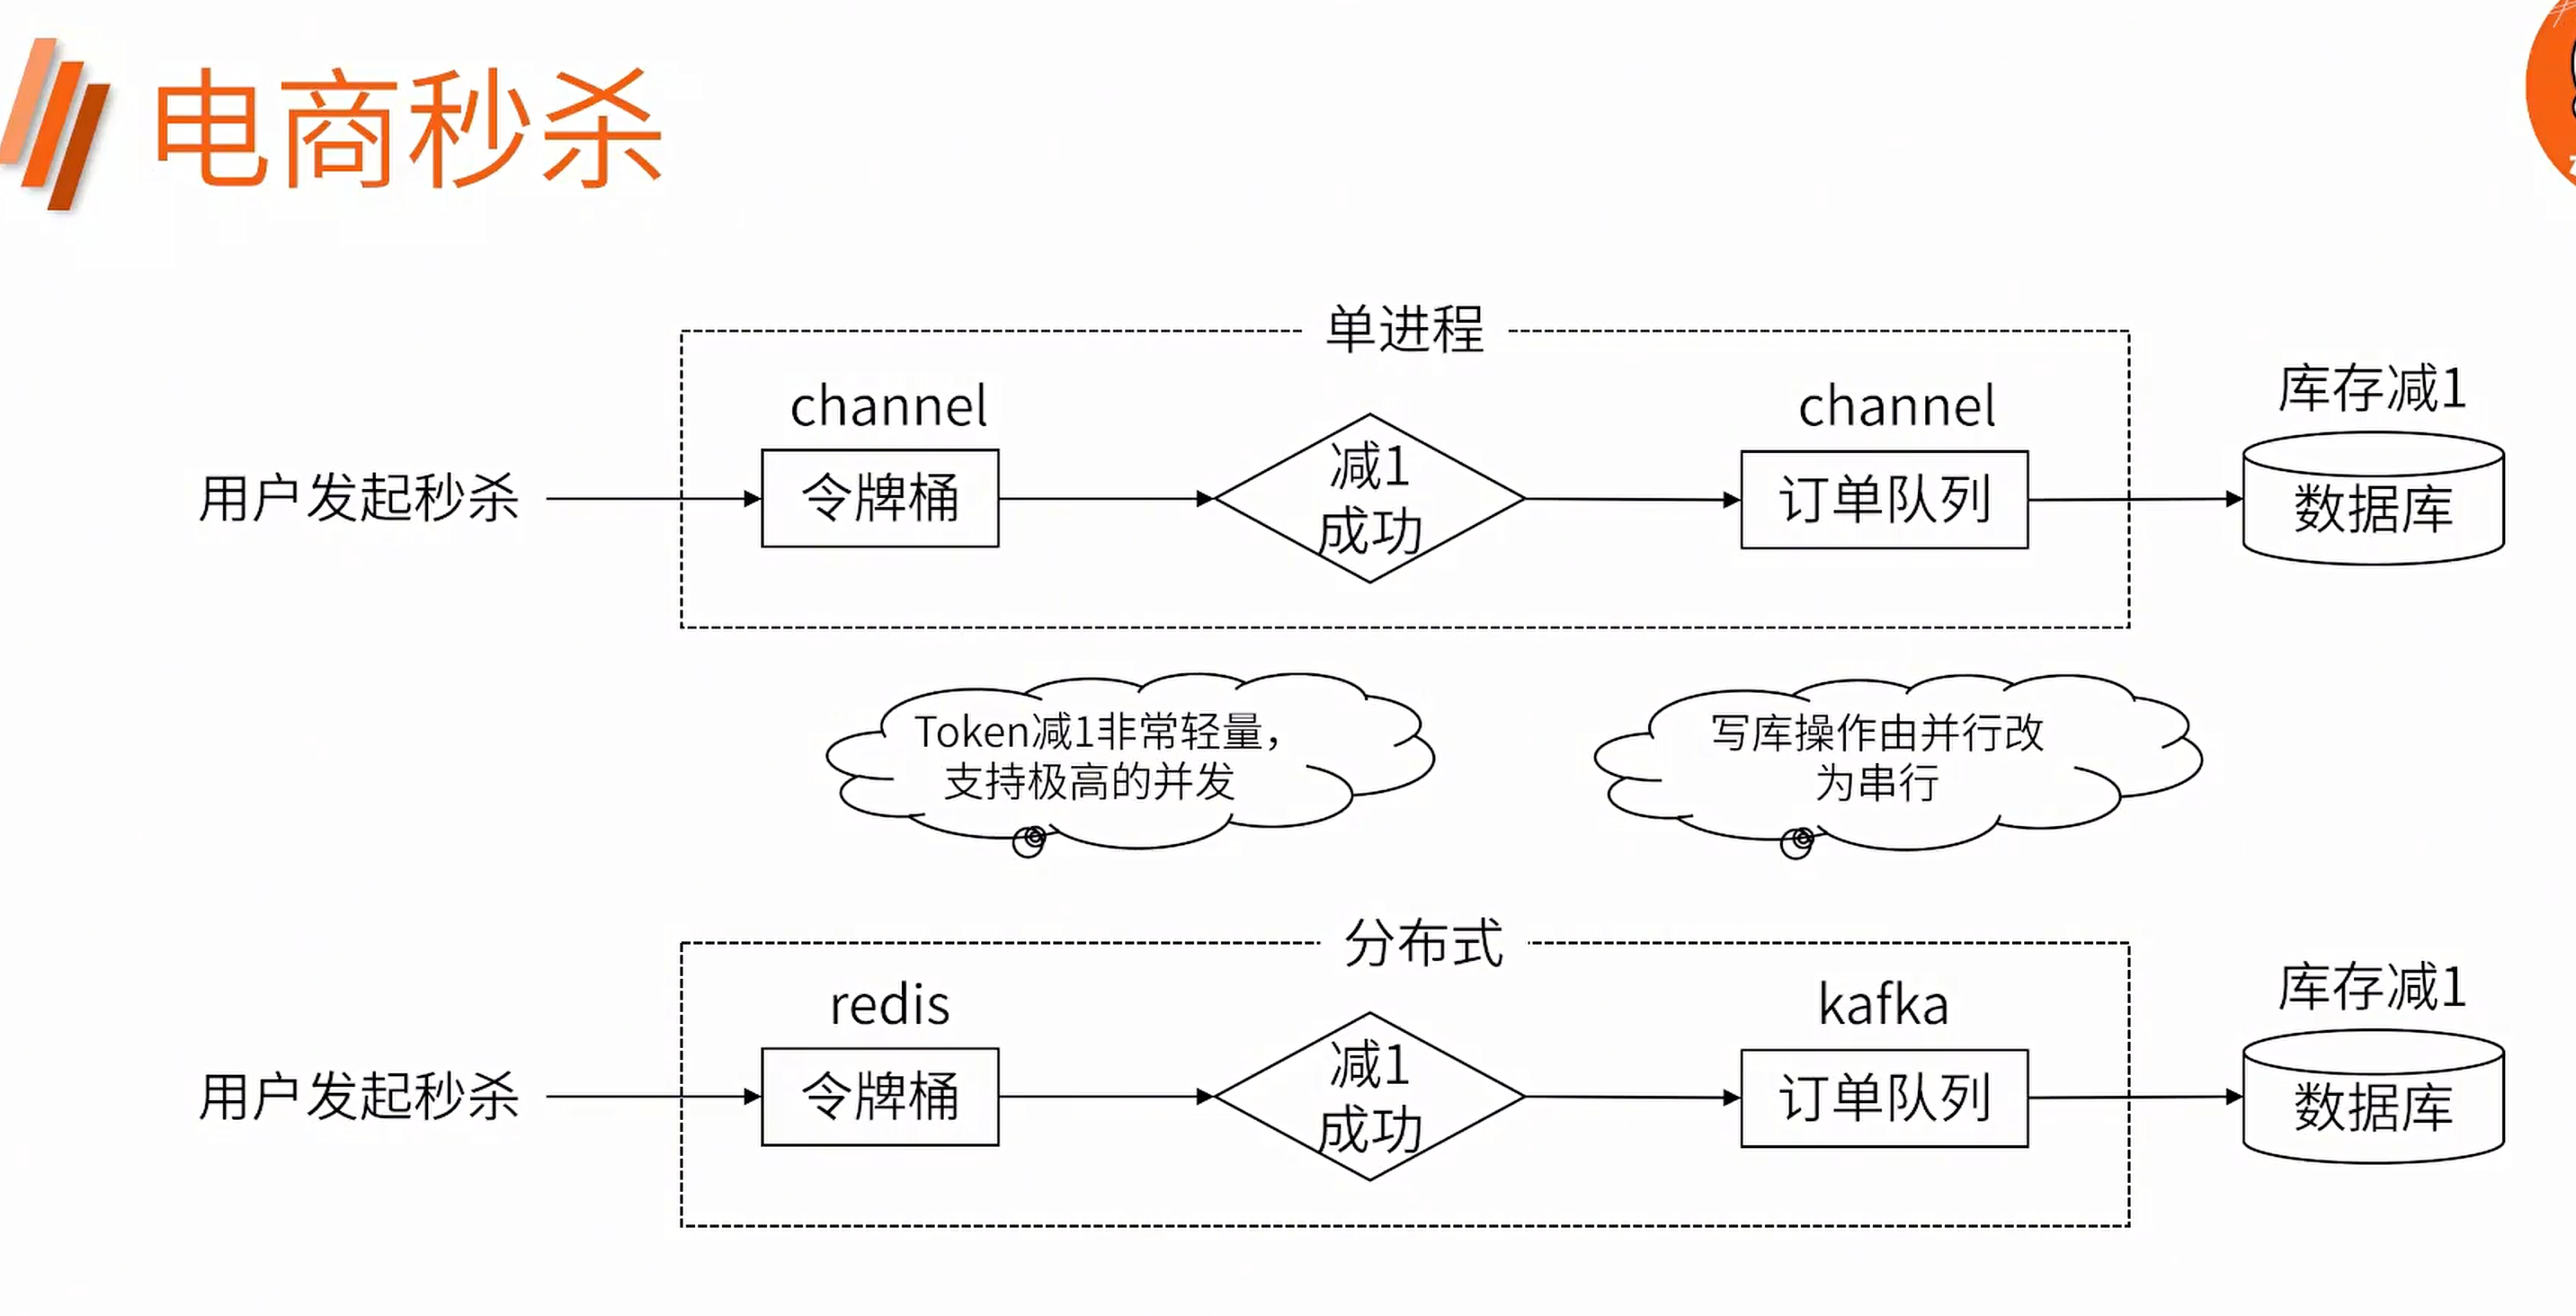 电商秒杀
单进程
channel
channel
库存减1
用户发起秒杀
令牌桶
减1
成功
订单队列
数据库
Token减1非常轻量，
支持极高的并发
写库操作由并行改
为串行
分布式
redis
kafka
库存减1
用户发起秒杀
令牌桶
减1
成功
订单队列
数据库